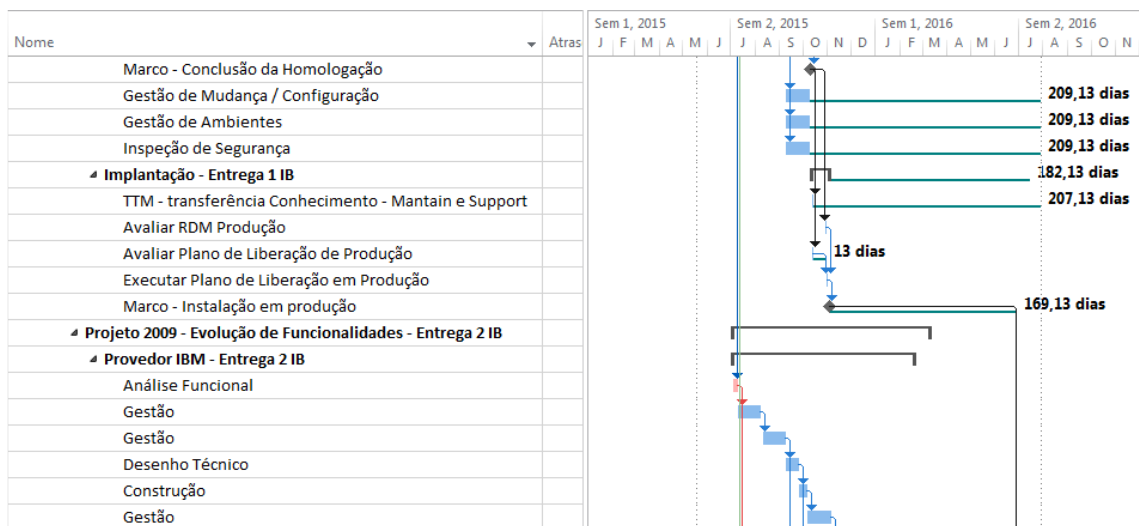 Nome
Atras
Sem 1, 2015
Sem 2, 2015
Sem 1, 2016
Sem 2, 2016
J F M A M J J A S O N D J F M A M J J A S O N
Marco - Conclusão da Homologação
Gestão de Mudança / Configuração
209,13 dias
Gestão de Ambientes
209,13 dias
Inspeção de Segurança
209,13 dias
Implantação - Entrega 1 IB
182,13 dias
TTM - transferência Conhecimento - Mantain e Support
207,13 dias
Avaliar RDM Produção
Avaliar Plano de Liberação de Produção
13 dias
Executar Plano de Liberação em Produção
Marco - Instalação em produção
169,13 dias
Projeto 2009 - Evolução de Funcionalidades - Entrega 2 IB
Provedor IBM - Entrega 2 IB
Análise Funcional
Gestão
Gestão
Desenho Técnico
Construção
Gestão